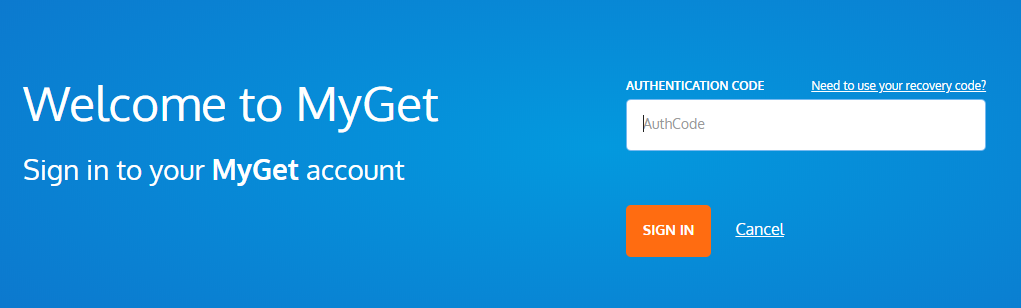 Welcome to MyGet
Sign in to your MyGet account
AUTHENTICATION CODE
Need to use your recovery code?
AuthCode
SIGN IN
Cancel